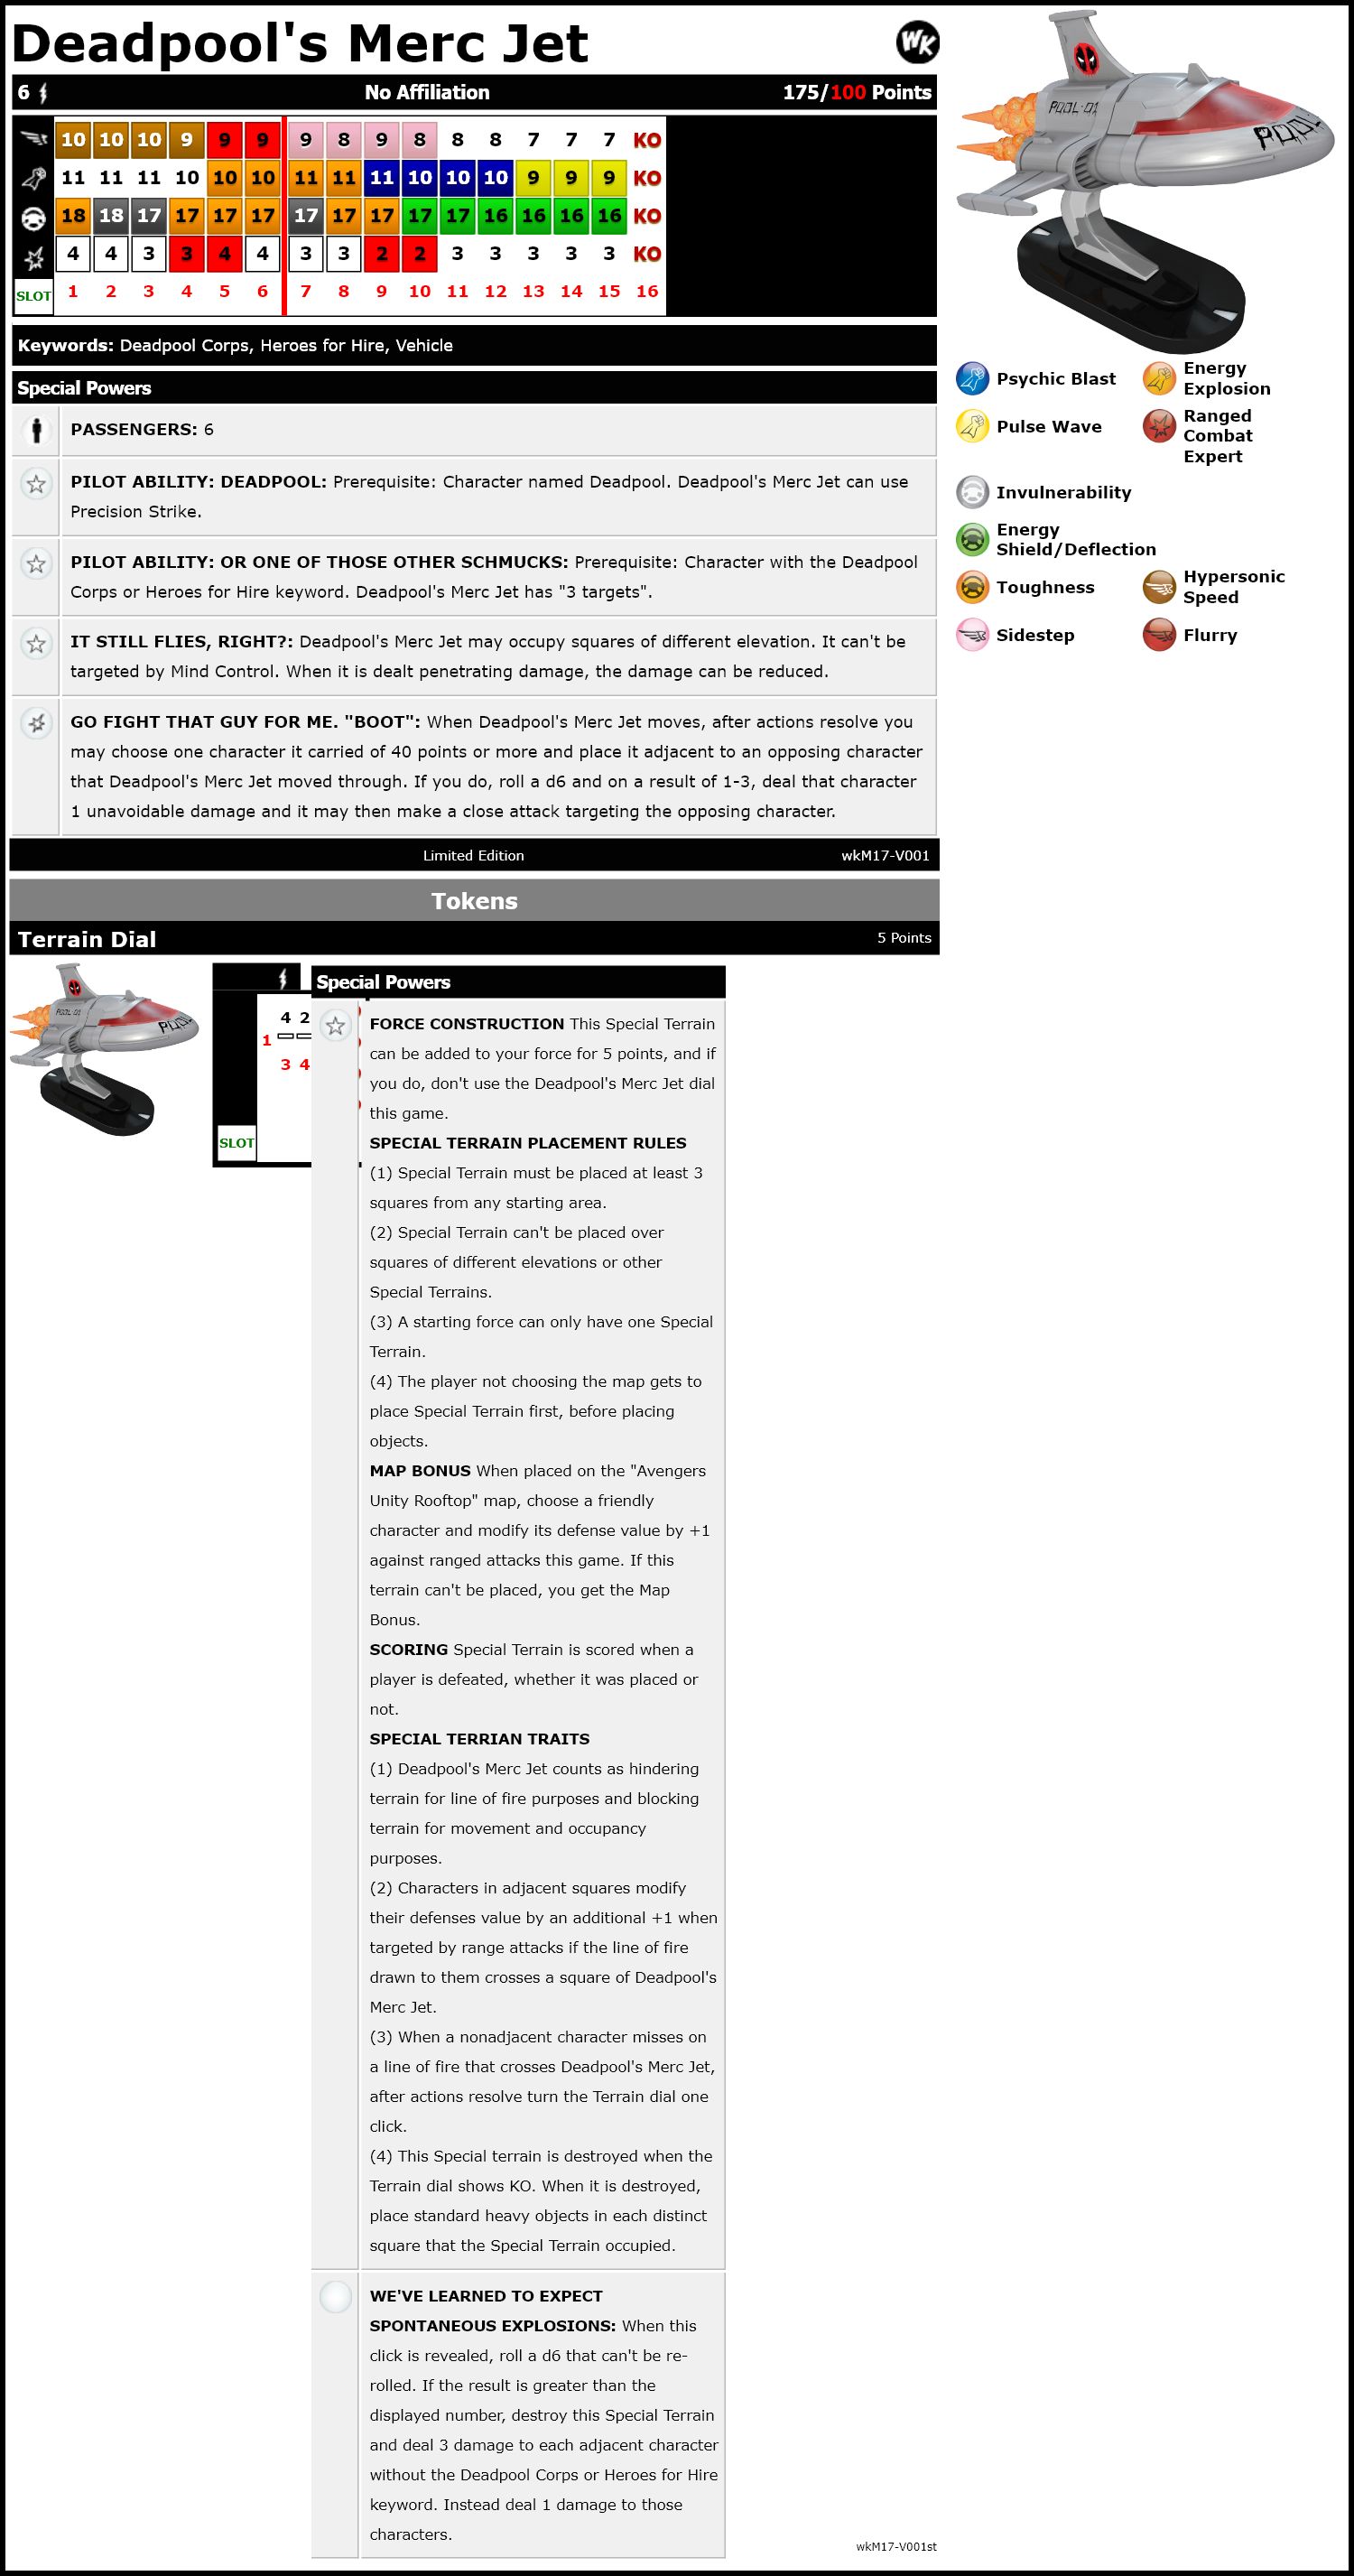 Deadpool's Merc Jet
WK
6 No Affiliation 175/100 Points
10 10 10 9 9 9 9 8 9 8 8 8 7 7 7 KO
11 11 11 10 10 10 11 11 11 10 10 10 9 9 9 KO
18 18 17 17 17 17 17 17 17 17 17 16 16 16 16 KO
4 4 3 3 4 4 3 3 2 2 3 3 3 3 3 KO
SLOT 1 2 3 4 5 6 7 8 9 10 11 12 13 14 15 16
Keywords: Deadpool Corps, Heroes for Hire, Vehicle
Special Powers
PASSENGERS: 6
PILOT ABILITY: DEADPOOL: Prerequisite: Character named Deadpool. Deadpool's Merc Jet can use
Precision Strike.
PILOT ABILITY: OR ONE OF THOSE OTHER SCHMUCKS: Prerequisite: Character with the Deadpool
Corps or Heroes for Hire keyword. Deadpool's Merc Jet has "3 targets".
IT STILL FLIES, RIGHT?: Deadpool's Merc Jet may occupy squares of different elevation. It can't be
targeted by Mind Control. When it is dealt penetrating damage, the damage can be reduced.
GO FIGHT THAT GUY FOR ME. "BOOT": When Deadpool's Merc Jet moves, after actions resolve you
may choose one character it carried of 40 points or more and place it adjacent to an opposing character
that Deadpool's Merc Jet moved through. If you do, roll a d6 and on a result of 1-3, deal that character
1 unavoidable damage and it may then make a close attack targeting the opposing character.
Limited Edition wkM17-V001
POOL-01
POOL
Psychic Blast
Energy
Explosion
Pulse Wave
Ranged
Combat
Expert
Invulnerability
Energy
Shield/Deflection
Toughness
Hypersonic
Speed
Sidestep
Flurry
Tokens
Terrain Dial 5 Points
POOL-01
POOL
4 2
1
3 4
SLOT
Special Powers
FORCE CONSTRUCTION This Special Terrain
can be added to your force for 5 points, and if
you do, don't use the Deadpool's Merc Jet dial
this game.
SPECIAL TERRAIN PLACEMENT RULES
(1) Special Terrain must be placed at least 3
squares from any starting area.
(2) Special Terrain can't be placed over
squares of different elevations or other
Special Terrains.
(3) A starting force can only have one Special
Terrain.
(4) The player not choosing the map gets to
place Special Terrain first, before placing
objects.
MAP BONUS When placed on the "Avengers
Unity Rooftop" map, choose a friendly
character and modify its defense value by +1
against ranged attacks this game. If this
terrain can't be placed, you get the Map
Bonus.
SCORING Special Terrain is scored when a
player is defeated, whether it was placed or
not.
SPECIAL TERRIAN TRAITS
(1) Deadpool's Merc Jet counts as hindering
terrain for line of fire purposes and blocking
terrain for movement and occupancy
purposes.
(2) Characters in adjacent squares modify
their defenses value by an additional +1 when
targeted by range attacks if the line of fire
drawn to them crosses a square of Deadpool's
Merc Jet.
(3) When a nonadjacent character misses on
a line of fire that crosses Deadpool's Merc Jet,
after actions resolve turn the Terrain dial one
click.
(4) This Special terrain is destroyed when the
Terrain dial shows KO. When it is destroyed,
place standard heavy objects in each distinct
square that the Special Terrain occupied.
WE'VE LEARNED TO EXPECT
SPONTANEOUS EXPLOSIONS: When this
click is revealed, roll a d6 that can't be re-
rolled. If the result is greater than the
displayed number, destroy this Special Terrain
and deal 3 damage to each adjacent character
without the Deadpool Corps or Heroes for Hire
keyword. Instead deal 1 damage to those
characters.
wkM17-V001st